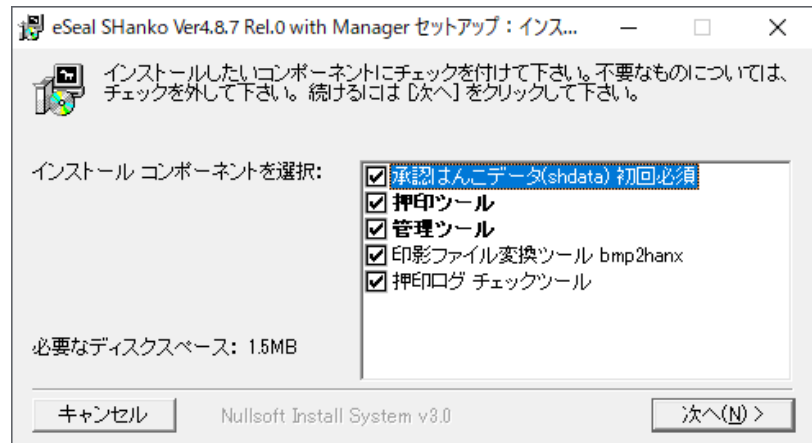 eSeal SHanko Ver4.8.7 Rel.0 with Manager セットアップ：インス...
インストールしたいコンポーネントにチェックを付けて下さい。不要なものについては、
チェックを外して下さい。 続けるには [次へ] をクリックして下さい。
インストール コンポーネントを選択:
承認はんこデータ(shdata) 初回必須
押印ツール
管理ツール
印影ファイル変換ツール bmp2hanx
押印ログ チェックツール
必要なディスクスペース: 1.5MB
キャンセル
Nullsoft Install System v3.0
次へ(N) >